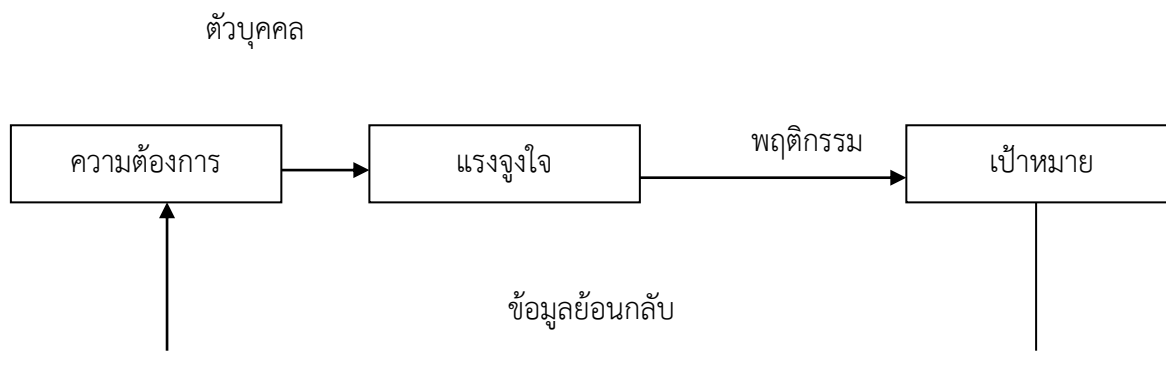 ตัวบุคคล
ความต้องการ
แรงจูงใจ
พฤติกรรม
เป้าหมาย
ข้อมูลย้อนกลับ